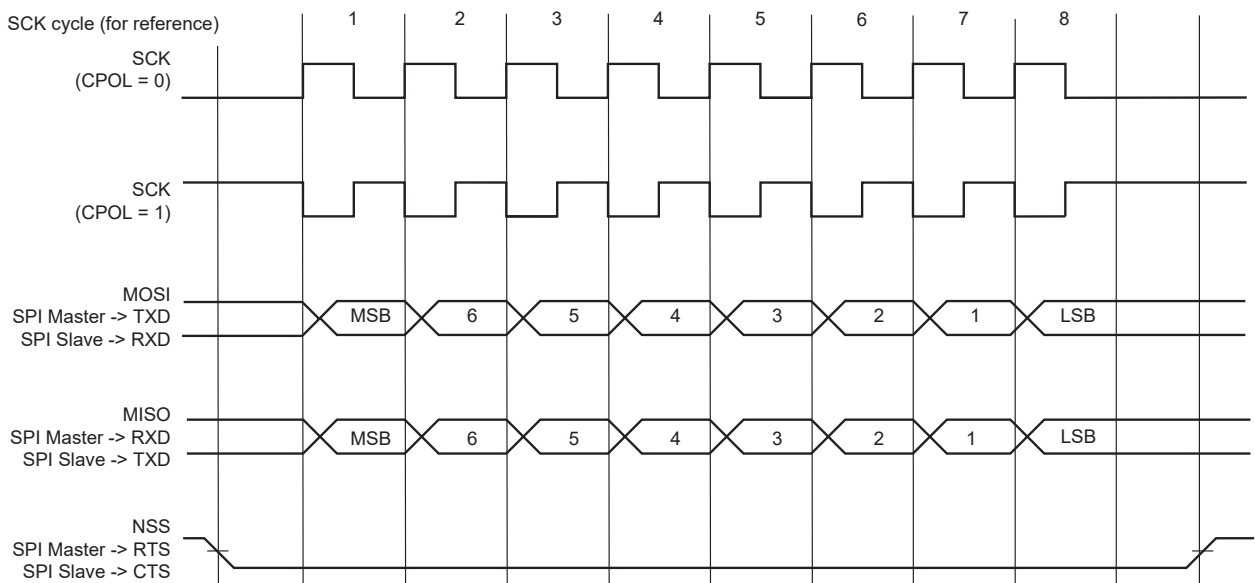 SCK cycle (for reference)
1 2 3 4 5 6 7 8
SCK
(CPOL = 0)
SCK
(CPOL = 1)
MOSI
SPI Master -> TXD
SPI Slave -> RXD
MSB 6 5 4 3 2 1 LSB
MISO
SPI Master -> RXD
SPI Slave -> TXD
MSB 6 5 4 3 2 1 LSB
NSS
SPI Master -> RTS
SPI Slave -> CTS